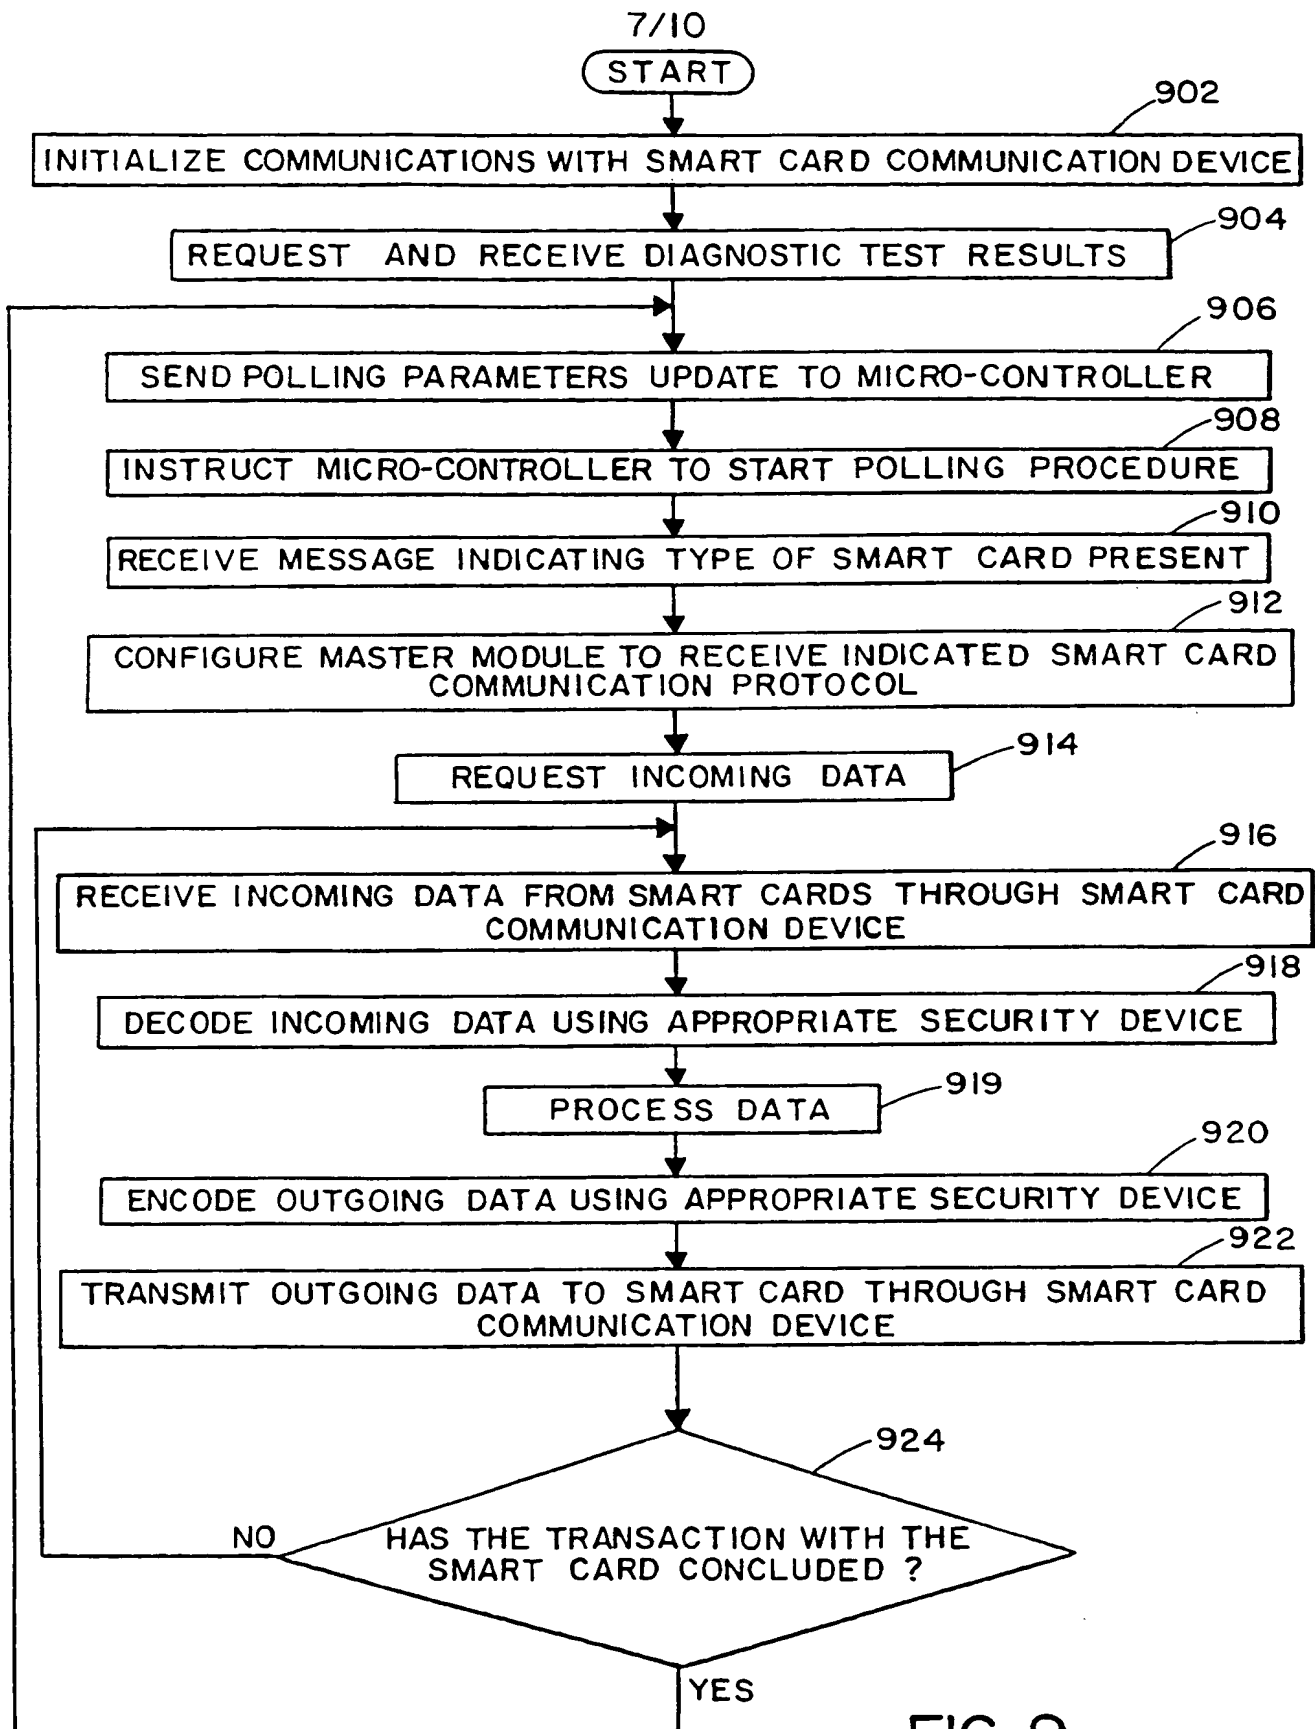 7/10
START
902
INITIALIZE COMMUNICATIONS WITH SMART CARD COMMUNICATION DEVICE
904
REQUEST AND RECEIVE DIAGNOSTIC TEST RESULTS
906
SEND POLLING PARAMETERS UPDATE TO MICRO-CONTROLLER
908
INSTRUCT MICRO-CONTROLLER TO START POLLING PROCEDURE
910
RECEIVE MESSAGE INDICATING TYPE OF SMART CARD PRESENT
912
CONFIGURE MASTER MODULE TO RECEIVE INDICATED SMART CARD
COMMUNICATION PROTOCOL
914
REQUEST INCOMING DATA
916
RECEIVE INCOMING DATA FROM SMART CARDS THROUGH SMART CARD
COMMUNICATION DEVICE
918
DECODE INCOMING DATA USING APPROPRIATE SECURITY DEVICE
919
PROCESS DATA
920
ENCODE OUTGOING DATA USING APPROPRIATE SECURITY DEVICE
922
TRANSMIT OUTGOING DATA TO SMART CARD THROUGH SMART CARD
COMMUNICATION DEVICE
924
NO
HAS THE TRANSACTION WITH THE
SMART CARD CONCLUDED ?
YES
FIG. 9